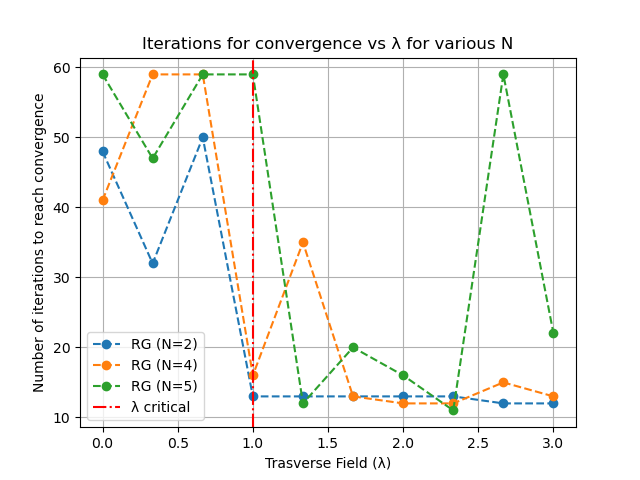 Iterations for convergence vs λ for various N
Number of iterations to reach convergence
60
50
40
30
20
10
RG (N=2)
RG (N=4)
RG (N=5)
λ critical
0.0 0.5 1.0 1.5 2.0 2.5 3.0
Trasverse Field (λ)